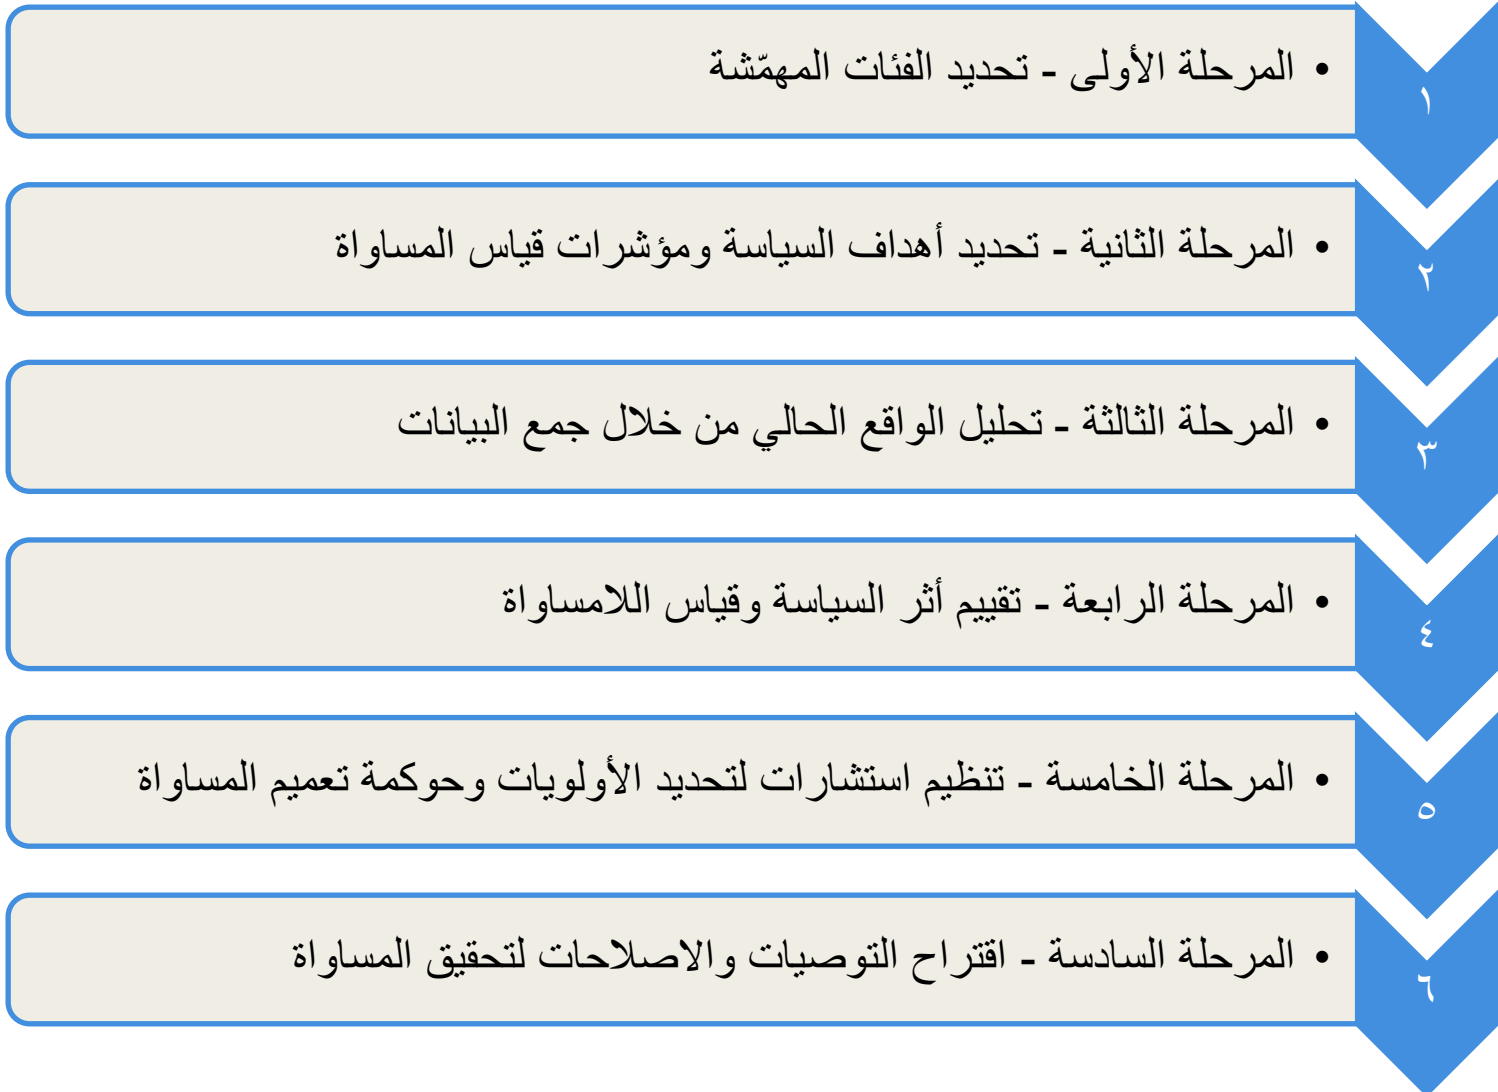 ١
• المرحلة الأولى - تحديد الفئات المهمّشة
٢
• المرحلة الثانية - تحديد أهداف السياسة ومؤشرات قياس المساواة
٣
• المرحلة الثالثة - تحليل الواقع الحالي من خلال جمع البيانات
٤
• المرحلة الرابعة - تقييم أثر السياسة وقياس اللامساواة
٥
• المرحلة الخامسة - تنظيم استشارات لتحديد الأولويات وحوكمة تعميم المساواة
٦
• المرحلة السادسة - اقتراح التوصيات والاصلاحات لتحقيق المساواة